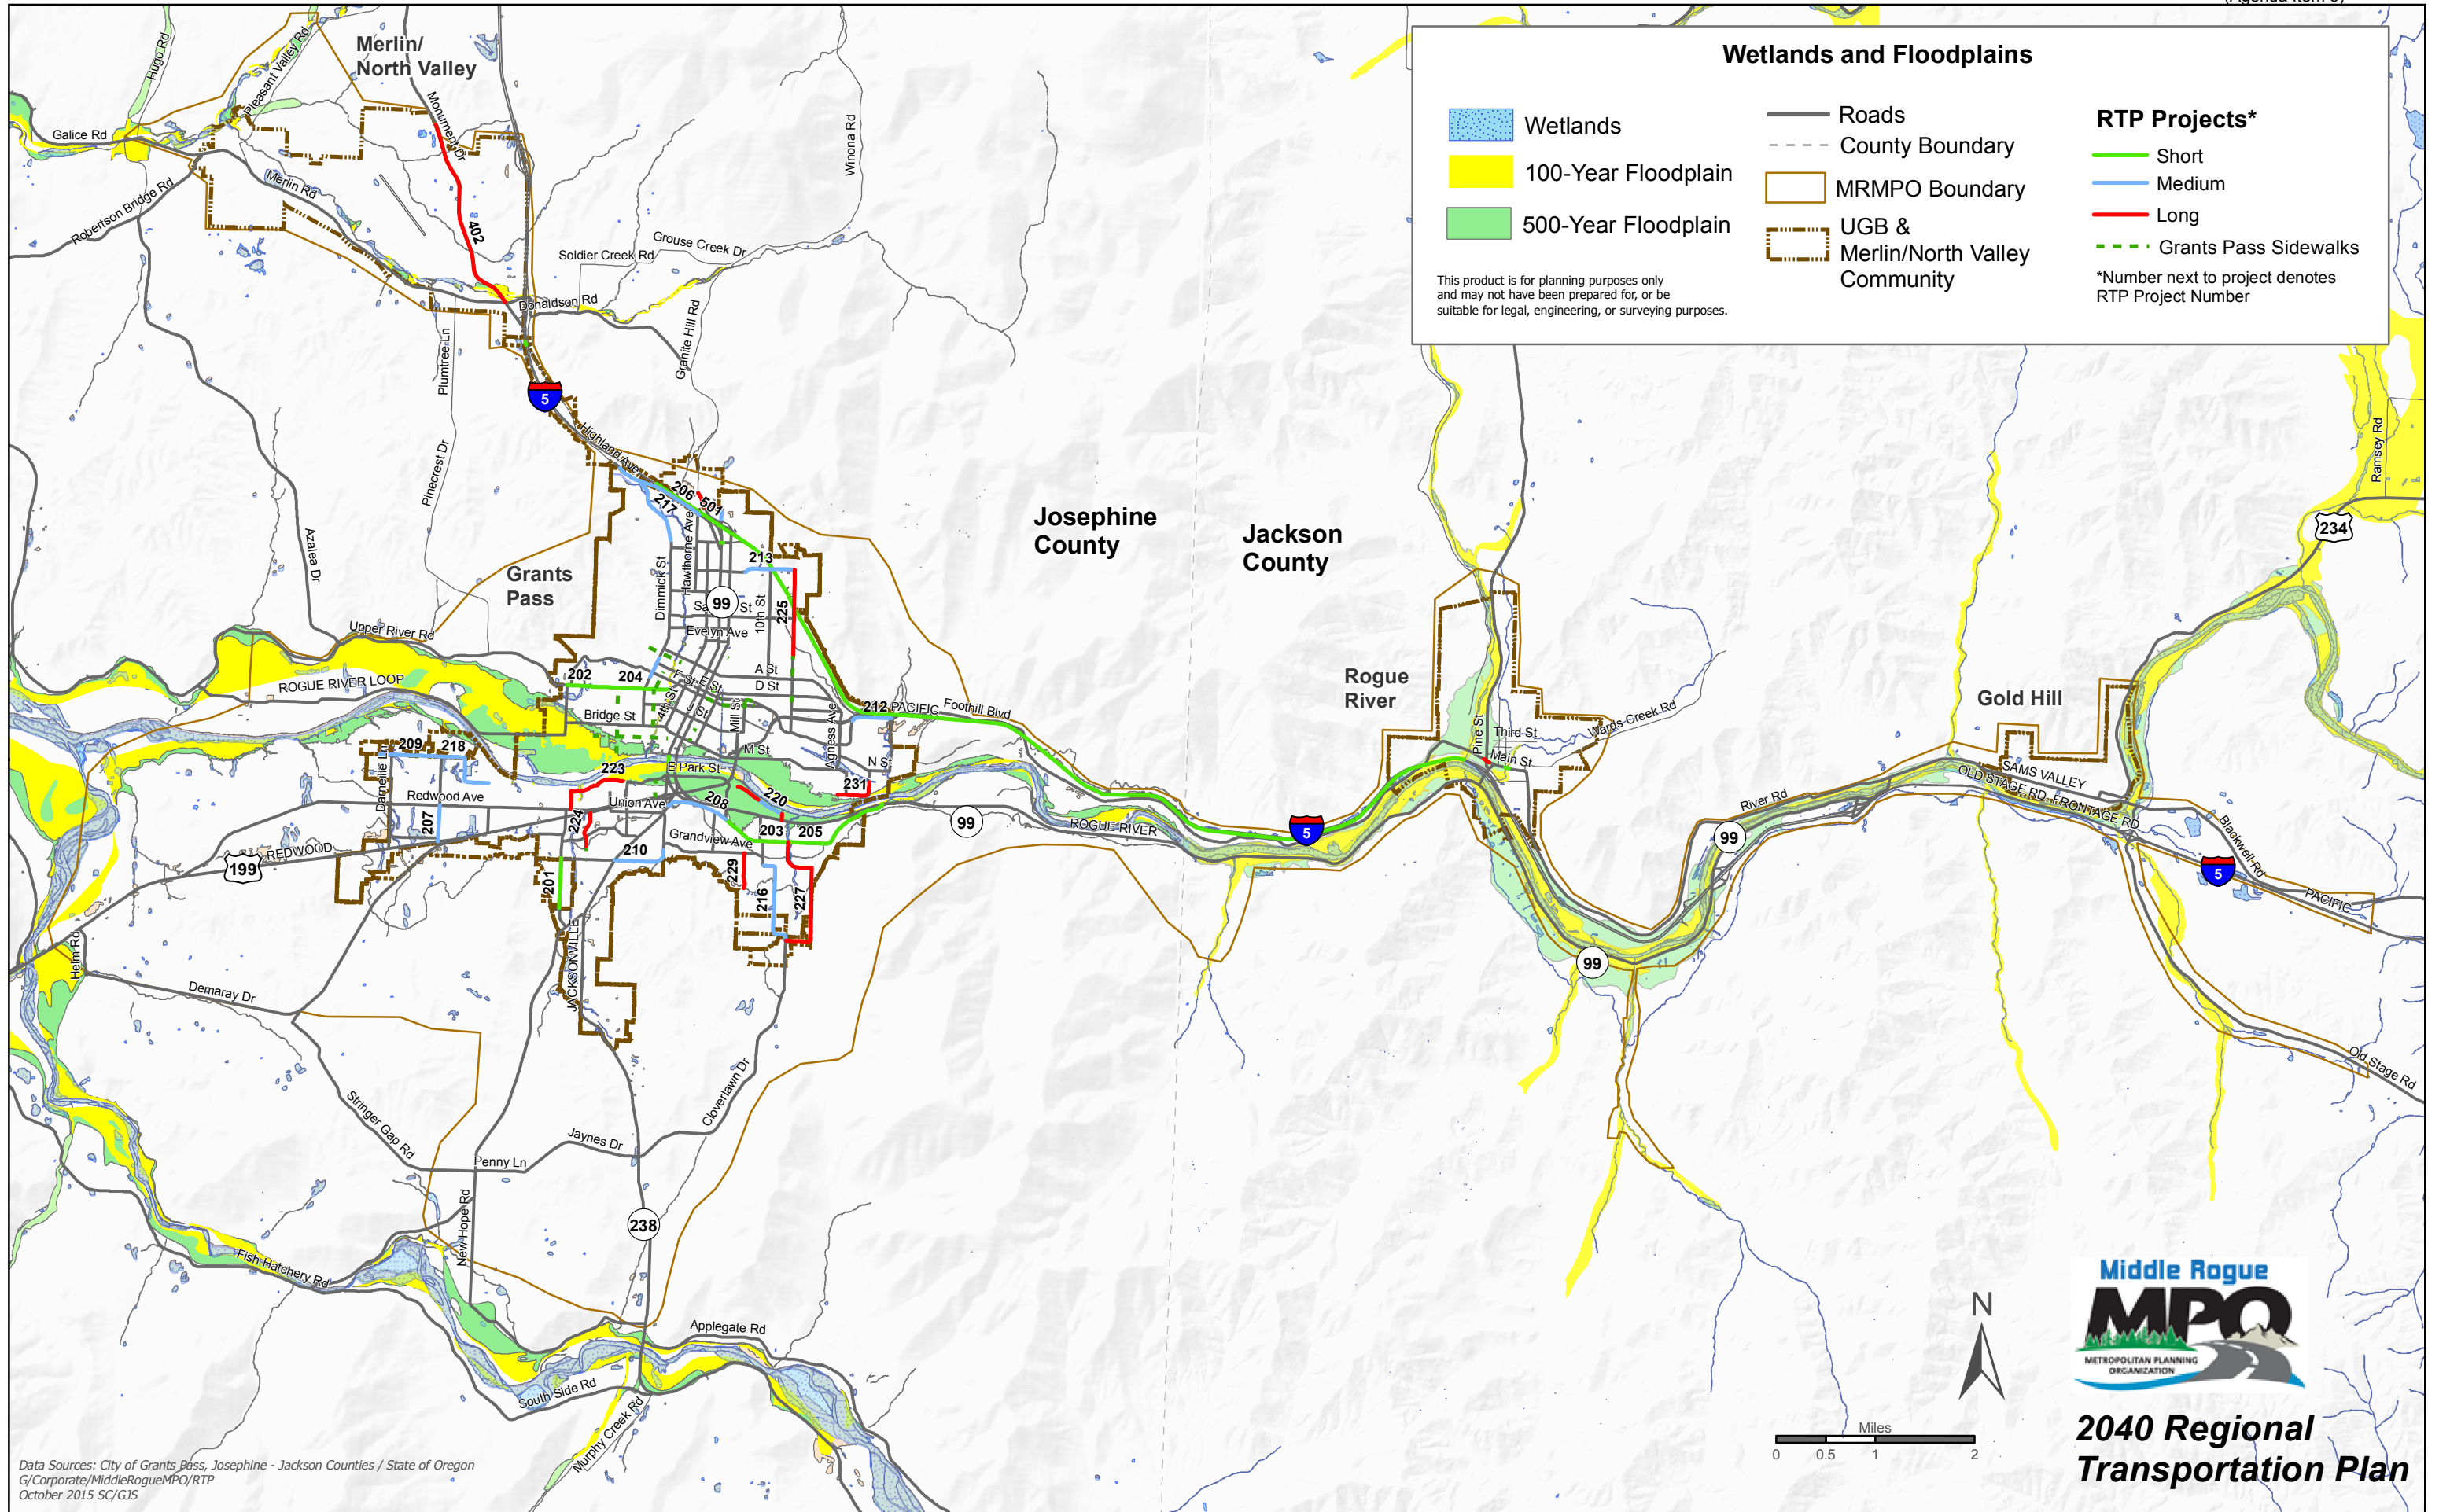 Wetlands and Floodplains
Wetlands
100-Year Floodplain
500-Year Floodplain
This product is for planning purposes only
and may not have been prepared for, or be
suitable for legal, engineering, or surveying purposes.
Roads
County Boundary
MRMPO Boundary
UGB &
Merlin/North Valley
Community
RTP Projects*
Short
Medium
Long
Grants Pass Sidewalks
*Number next to project denotes
RTP Project Number
Merlin/
North Valley
Hugo Rd
Pleasant Valley Rd
Monument Dr
Galice Rd
Merlin Rd
Robertson Bridge Rd
402
Winona Rd
Grouse Creek Dr
Soldier Creek Rd
Donaldson Rd
Granite Hill Rd
Plumtree Ln
5
Highland Ave
Pinecrest Dr
206
501
217
Azalea Dr
Grants
Pass
Josephine
County
Jackson
County
Hawthorne Ave
Dimmick St
213
99
St
10th St
225
Evelyn Ave
Upper River Rd
ROGUE RIVER LOOP
202
204
A St
D St
F St
E St
4th St
J St
Mill St
Bridge St
212
PACIFIC
Foothill Blvd
Agness Ave
M St
N St
E Park St
209
218
223
231
Darneille Ln
Redwood Ave
Union Ave
208
220
207
224
203
205
Grandview Ave
99
ROGUE RIVER
199
REDWOOD
210
201
229
216
227
Helm Rd
Demaray Dr
JACKSONVILLE
Stringer Gap Rd
Cloverlawn Dr
Jaynes Dr
Penny Ln
New Hope Rd
238
Fish Hatchery Rd
Applegate Rd
South Side Rd
Murphy Creek Rd
Rogue
River
Pine St
Third St
Main St
Wards Creek Rd
5
99
99
River Rd
Gold Hill
SAMS VALLEY
OLD STAGE RD, FRONTAGE RD
Blackwell Rd
5
PACIFIC
Old Stage Rd
234
Ramsey Rd
N
Miles
0 0.5 1 2
Middle Rogue
MPO
METROPOLITAN PLANNING
ORGANIZATION
2040 Regional
Transportation Plan
Data Sources: City of Grants Pass, Josephine - Jackson Counties / State of Oregon
G/Corporate/MiddleRogueMPO/RTP
October 2015 SC/GJS